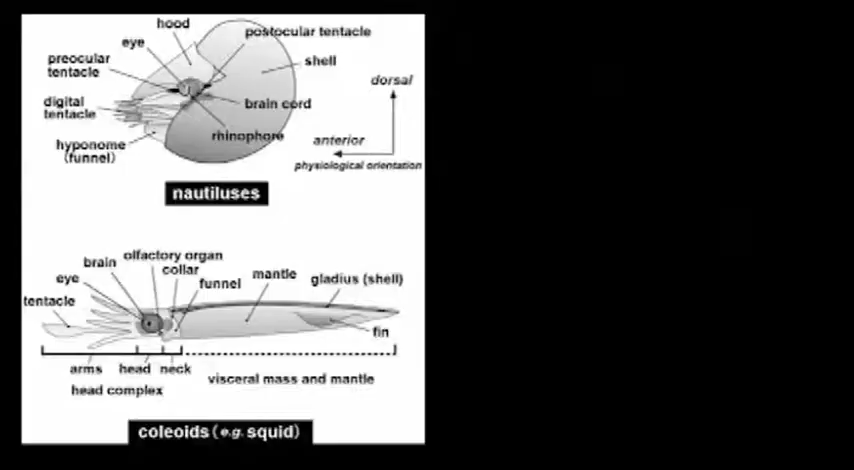 hood
eye
postocular tentacle
preocular
tentacle
shell
dorsal
digital
tentacle
brain cord
rhinophore
anterior
hyponome
(funnel)
physiological orientation
nautiluses
olfactory organ
brain
collar
eye
funnel
mantle
gladius (shell)
tentacle
fin
arms
head
neck
visceral mass and mantle
head complex
coleoids (e.g. squid)